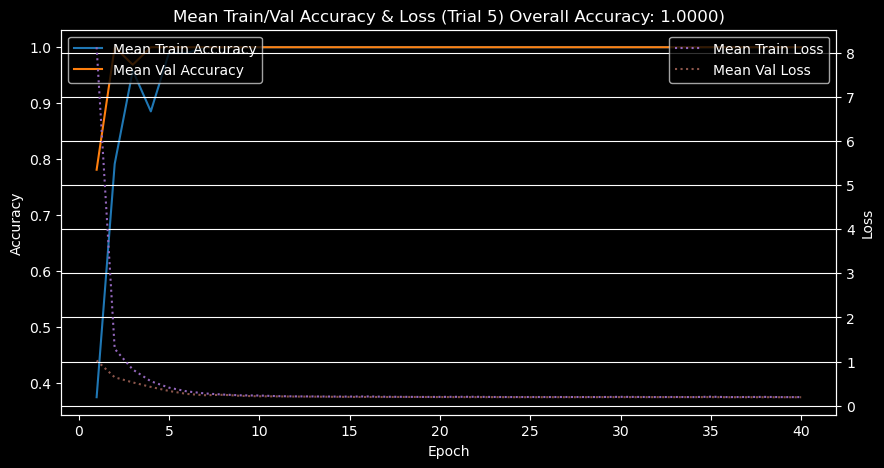 Mean Train/Val Accuracy & Loss (Trial 5) Overall Accuracy: 1.0000)
Mean Train Accuracy
Mean Val Accuracy
Mean Train Loss
Mean Val Loss
Accuracy
1.0
0.9
0.8
0.7
0.6
0.5
0.4
8
7
6
5
4
3
2
1
0
Loss
0 5 10 15 20 25 30 35 40
Epoch